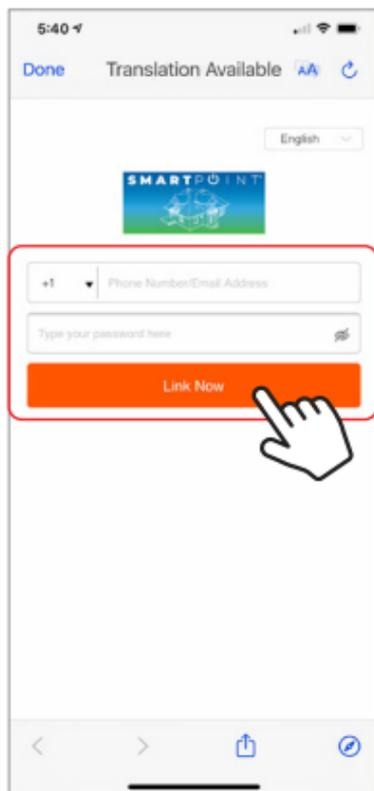 5:40
Done Translation Available AA
English
SMARTPOINT
+1 Phone Number/Email Address
Type your password here
Link Now